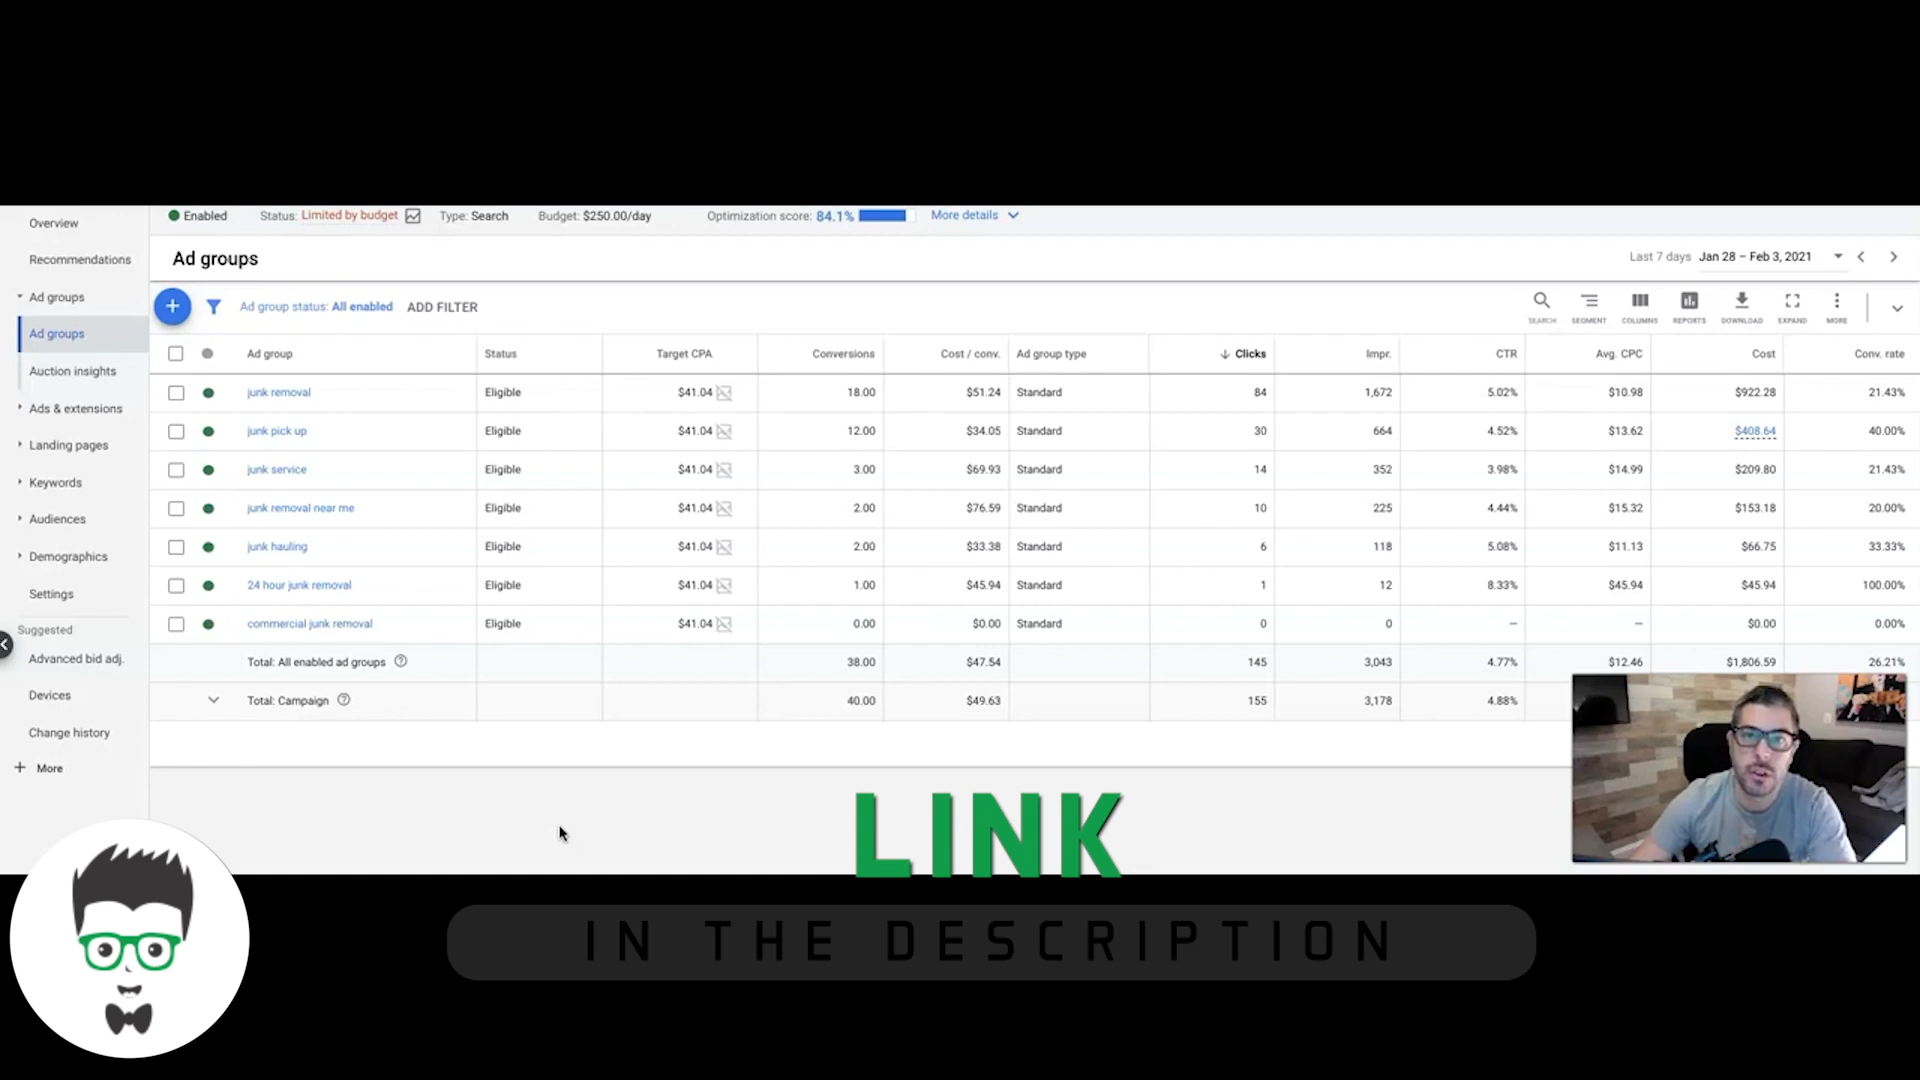 Overview
Enabled Status: Limited by budget Type: Search Budget: $250.00/day Optimization score: 84.1% More details
Recommendations
Ad groups
Ad groups
Auction insights
Ads & extensions
Landing pages
Keywords
Audiences
Demographics
Settings
Suggested
Advanced bid adj.
Devices
Change history
+ More
Ad groups Last 7 days Jan 28 – Feb 3, 2021
+ Ad group status: All enabled ADD FILTER
SEARCH SEGMENT COLUMNS REPORTS DOWNLOAD EXPAND MORE
Ad group Status Target CPA Conversions Cost / conv. Ad group type ↓ Clicks Impr. CTR Avg. CPC Cost Conv. rate
junk removal Eligible $41.04 18.00 $51.24 Standard 84 1,672 5.02% $10.98 $922.28 21.43%
junk pick up Eligible $41.04 12.00 $34.05 Standard 30 664 4.52% $13.62 $408.64 40.00%
junk service Eligible $41.04 3.00 $69.93 Standard 14 352 3.98% $14.99 $209.80 21.43%
junk removal near me Eligible $41.04 2.00 $76.59 Standard 10 225 4.44% $15.32 $153.18 20.00%
junk hauling Eligible $41.04 2.00 $33.38 Standard 6 118 5.08% $11.13 $66.75 33.33%
24 hour junk removal Eligible $41.04 1.00 $45.94 Standard 1 12 8.33% $45.94 $45.94 100.00%
commercial junk removal Eligible $41.04 0.00 $0.00 Standard 0 0 – – $0.00 0.00%
Total: All enabled ad groups 38.00 $47.54 145 3,043 4.77% $12.46 $1,806.59 26.21%
Total: Campaign 40.00 $49.63 155 3,178 4.88%
LINK
IN THE DESCRIPTION